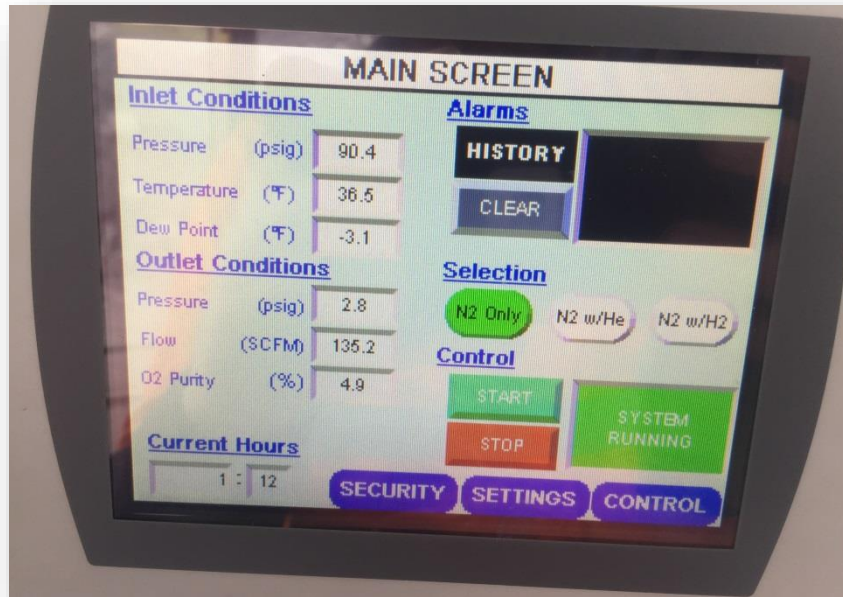 MAIN SCREEN
Inlet Conditions
Pressure (psig) 90.4
Temperature (°F) 36.5
Dew Point (°F) -3.1
Outlet Conditions
Pressure (psig) 2.8
Flow (SCFM) 135.2
O2 Purity (%) 4.9
Current Hours
1 : 12
Alarms
HISTORY
CLEAR
Selection
N2 Only N2 w/He N2 w/H2
Control
START
STOP
SYSTEM
RUNNING
SECURITY SETTINGS CONTROL